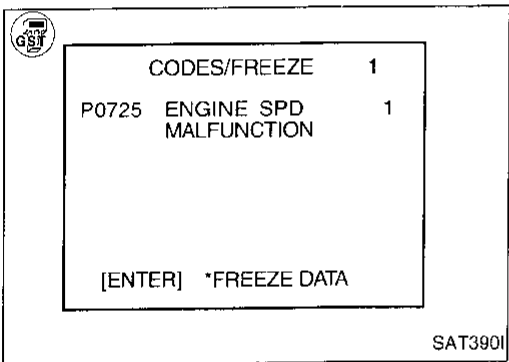 GST
CODES/FREEZE 1
P0725 ENGINE SPD 1
MALFUNCTION
[ENTER] *FREEZE DATA
SAT390I